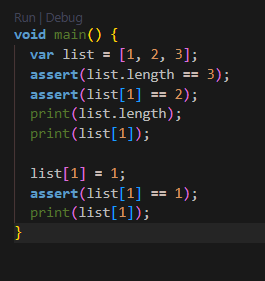 Run | Debug
void main() {
  var list = [1, 2, 3];
  assert(list.length == 3);
  assert(list[1] == 2);
  print(list.length);
  print(list[1]);

  list[1] = 1;
  assert(list[1] == 1);
  print(list[1]);
}